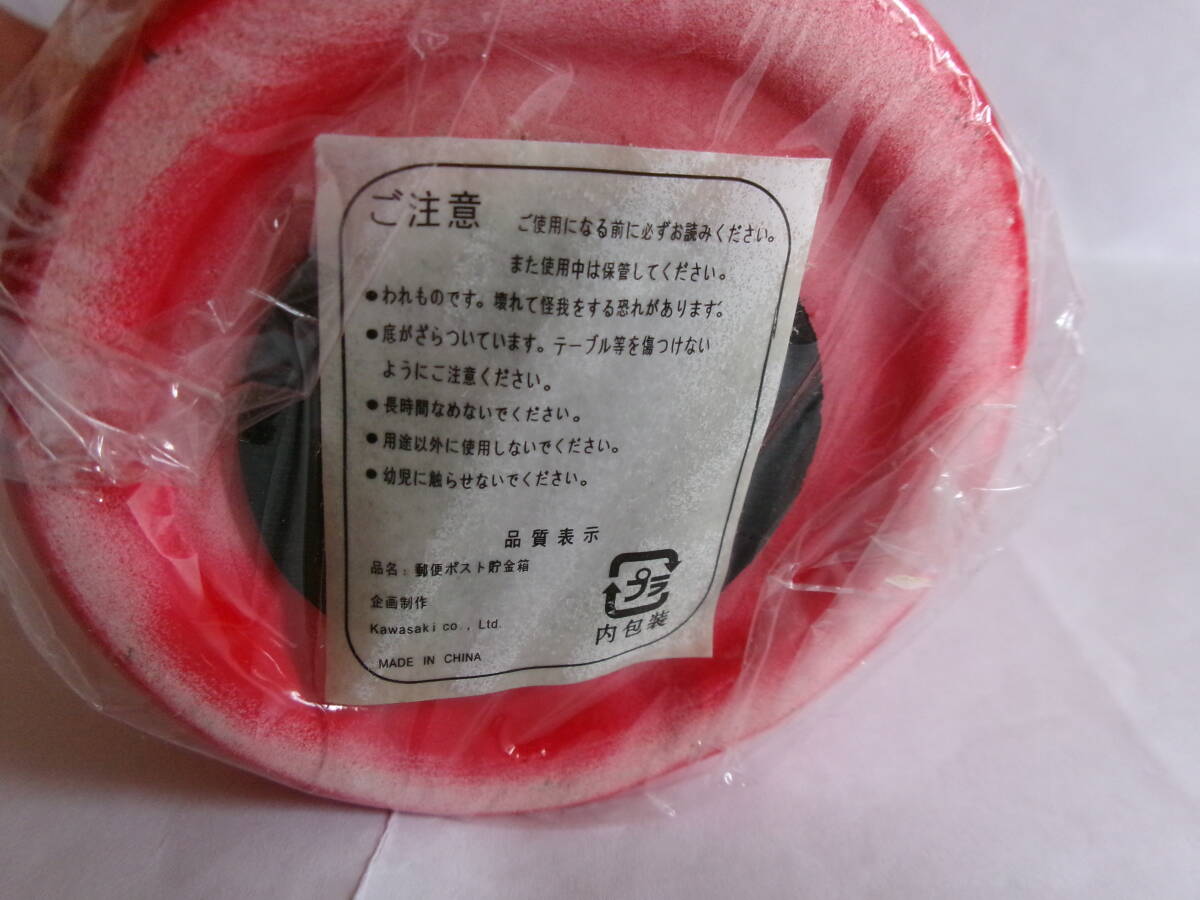 ご注意 ご使用になる前に必ずお読みください。
また使用中は保管してください。
●われものです。壊れて怪我をする恐れがあります。
●底がざらついています。テーブル等を傷つけない
ようにご注意ください。
●長時間なめないでください。
●用途以外に使用しないでください。
●幼児に触らせないでください。
品質表示
品名：郵便ポスト貯金箱
企画制作
Kawasaki co., Ltd.
MADE IN CHINA
プラ
内包装